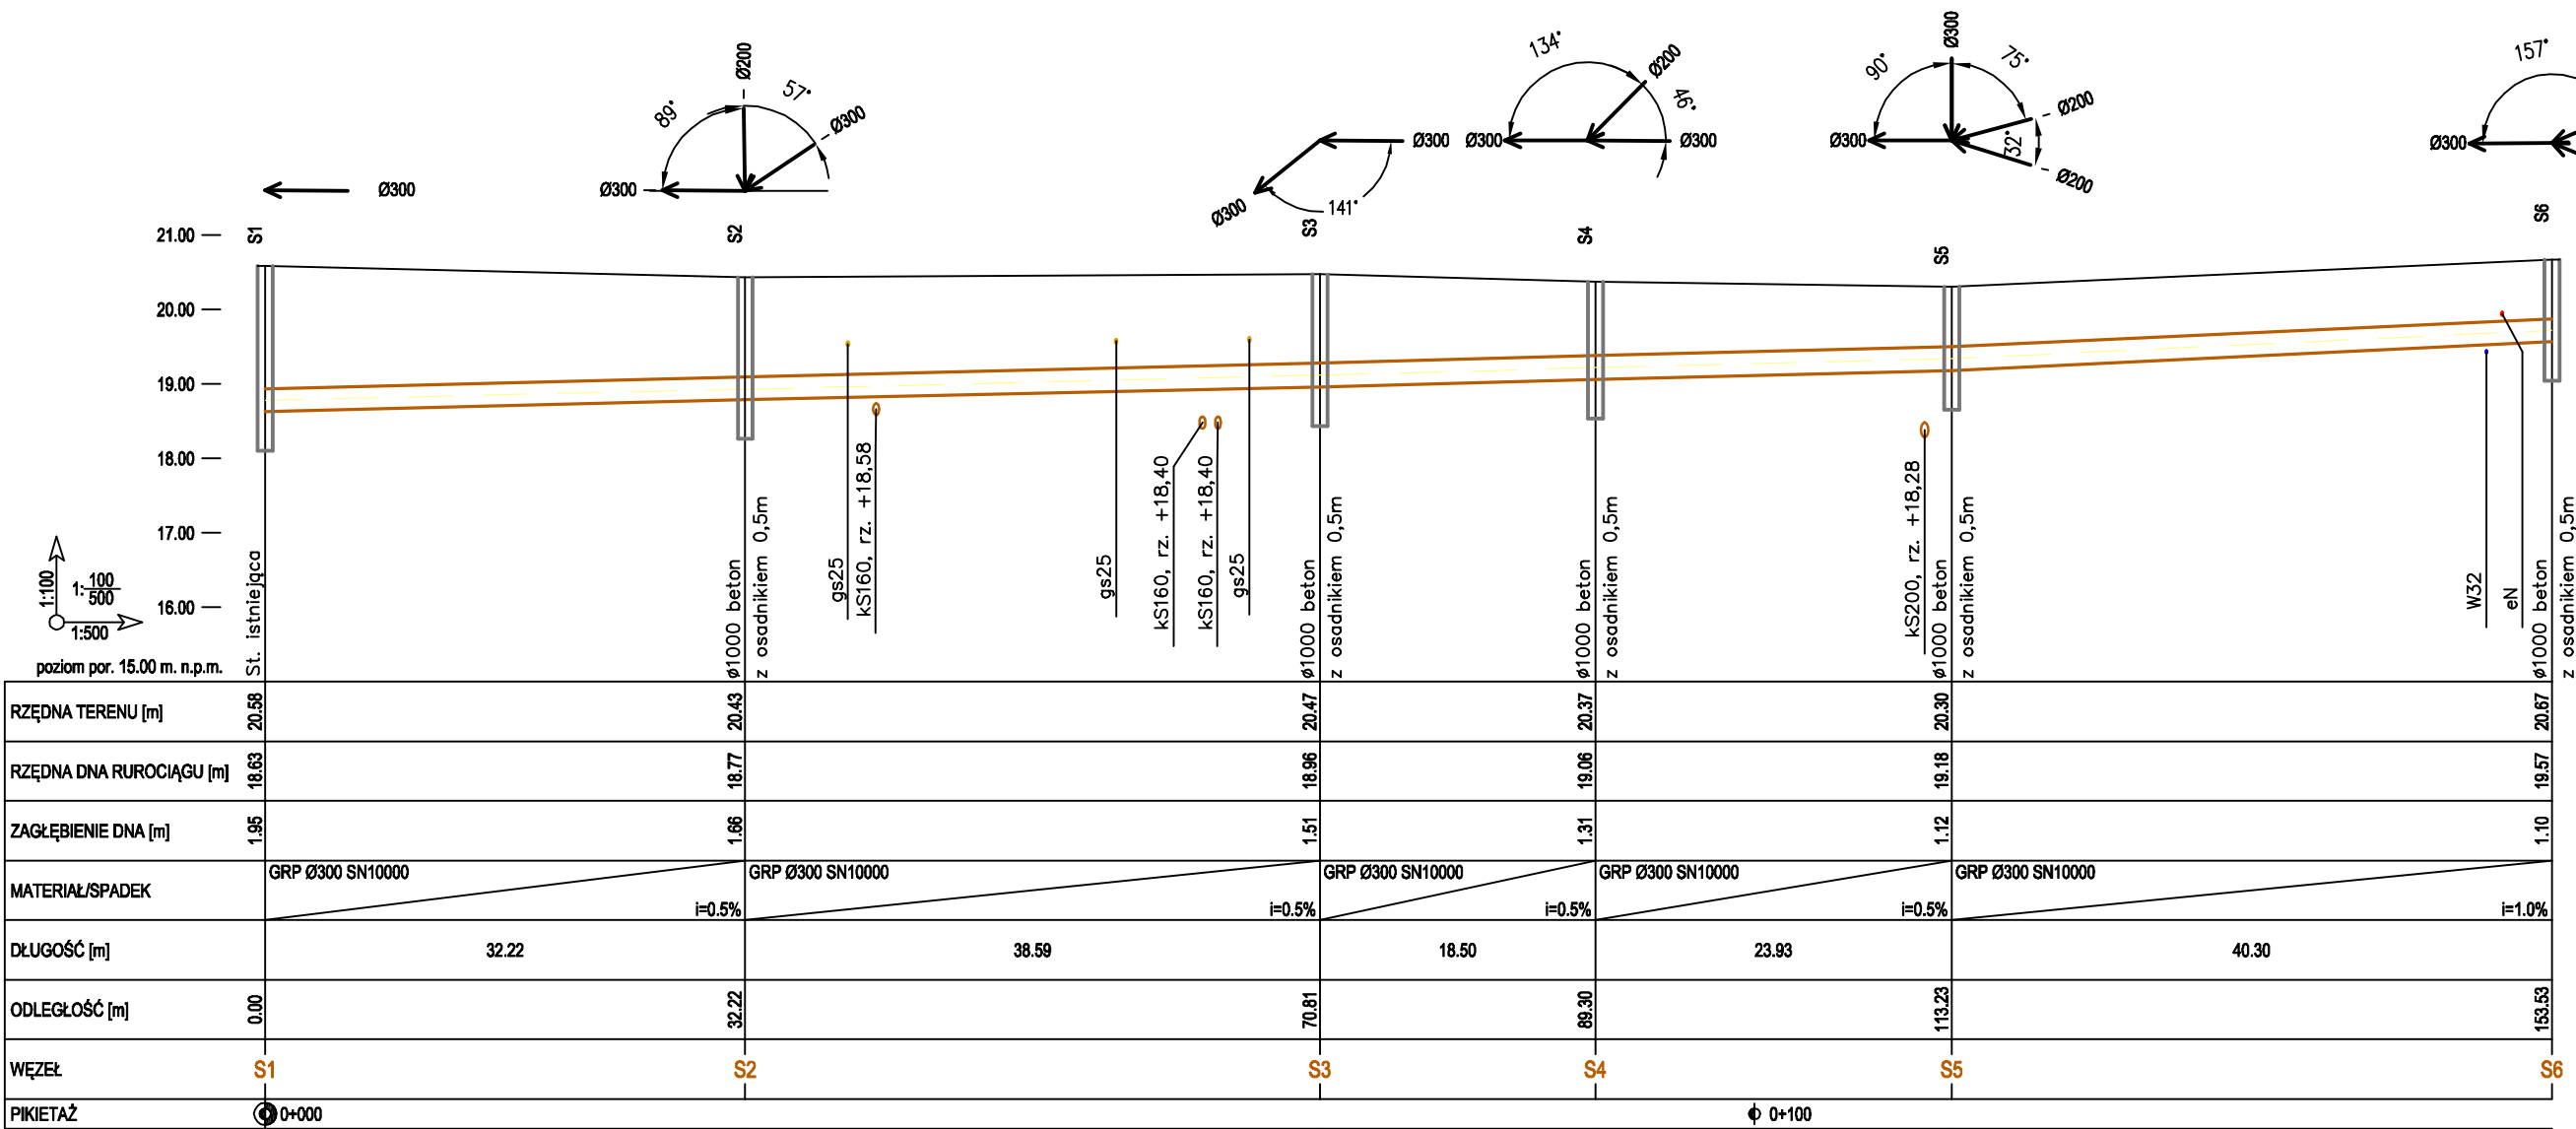 Ø300
Ø300
89°
Ø200
57°
Ø300
Ø300
141°
Ø300
Ø300
134°
Ø200
46°
Ø300
Ø300
90°
Ø300
75°
Ø200
32°
Ø200
Ø300
157°
S1
S2
S3
S4
S5
S6
21.00
20.00
19.00
18.00
17.00
16.00
1:100
1:100/500
1:500
poziom por. 15.00 m. n.p.m.
St. istniejąca
ø1000 beton
z osadnikiem 0,5m
gs25
kS160, rz. +18,58
gs25
kS160, rz. +18,40
kS160, rz. +18,40
gs25
ø1000 beton
z osadnikiem 0,5m
ø1000 beton
z osadnikiem 0,5m
kS200, rz. +18,28
ø1000 beton
z osadnikiem 0,5m
W32
eN
ø1000 beton
z osadnikiem 0,5m
RZĘDNA TERENU [m] 20.58 20.43 20.47 20.37 20.30 20.67
RZĘDNA DNA RUROCIĄGU [m] 18.63 18.77 18.96 19.06 19.18 19.57
ZAGŁĘBIENIE DNA [m] 1.95 1.66 1.51 1.31 1.12 1.10
MATERIAŁ/SPADEK
GRP Ø300 SN10000 GRP Ø300 SN10000 GRP Ø300 SN10000 GRP Ø300 SN10000 GRP Ø300 SN10000
i=0.5% i=0.5% i=0.5% i=0.5% i=1.0%
DŁUGOŚĆ [m] 32.22 38.59 18.50 23.93 40.30
ODLEGŁOŚĆ [m] 0.00 32.22 70.81 89.30 113.23 153.53
WĘZEŁ S1 S2 S3 S4 S5 S6
PIKIETAŻ 0+000 0+100